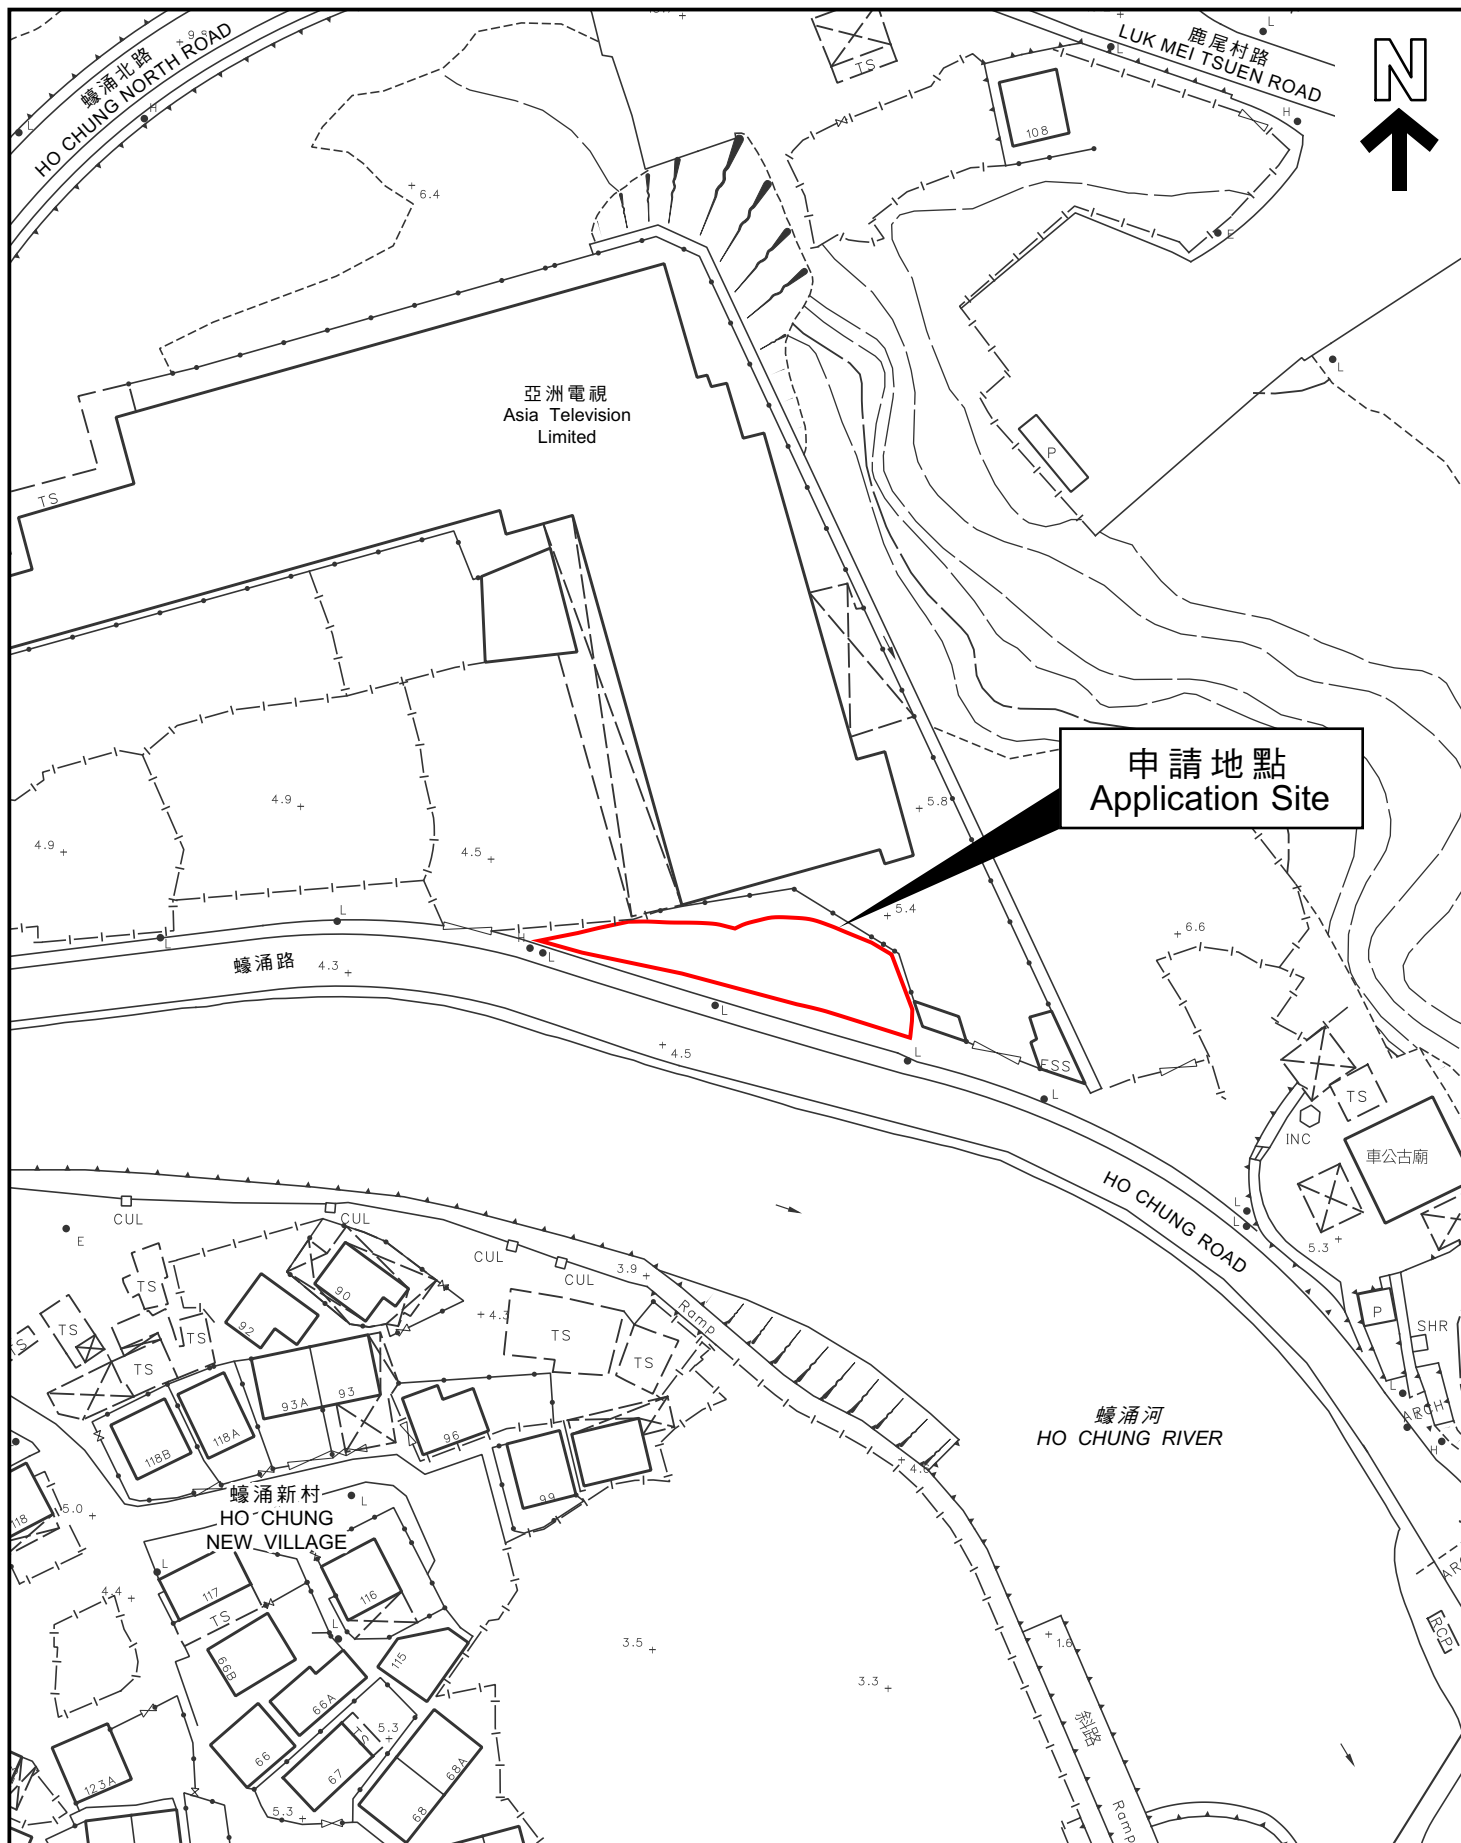 蠔涌北路
HO CHUNG NORTH ROAD
鹿尾村路
LUK MEI TSUEN ROAD
N
TS
108
H
L
L
L
H
6.4
E
L
亞洲電視
Asia Television
Limited
P
TS
申請地點
Application Site
5.8
4.9
4.9
4.5
5.4
6.6
L
L
H
L
蠔涌路
4.3
L
4.5
L
ESS
L
TS
INC
車公古廟
HO CHUNG ROAD
L
L
5.3
CUL
CUL
CUL
CUL
E
3.9
4.3
Ramp
TS
TS
TS
TS
TS
TS
TS
90
92
93A
93
96
99
118A
118B
118
P
SHR
L
ARCH
H
蠔涌河
HO CHUNG RIVER
蠔涌新村
HO CHUNG
NEW VILLAGE
L
5.0
4.4
L
117
TS
116
L
115
66B
66A
66
67
TS
68
68A
5.3
5.3
123A
3.5
3.3
1.6
斜路
Ramp
RCP